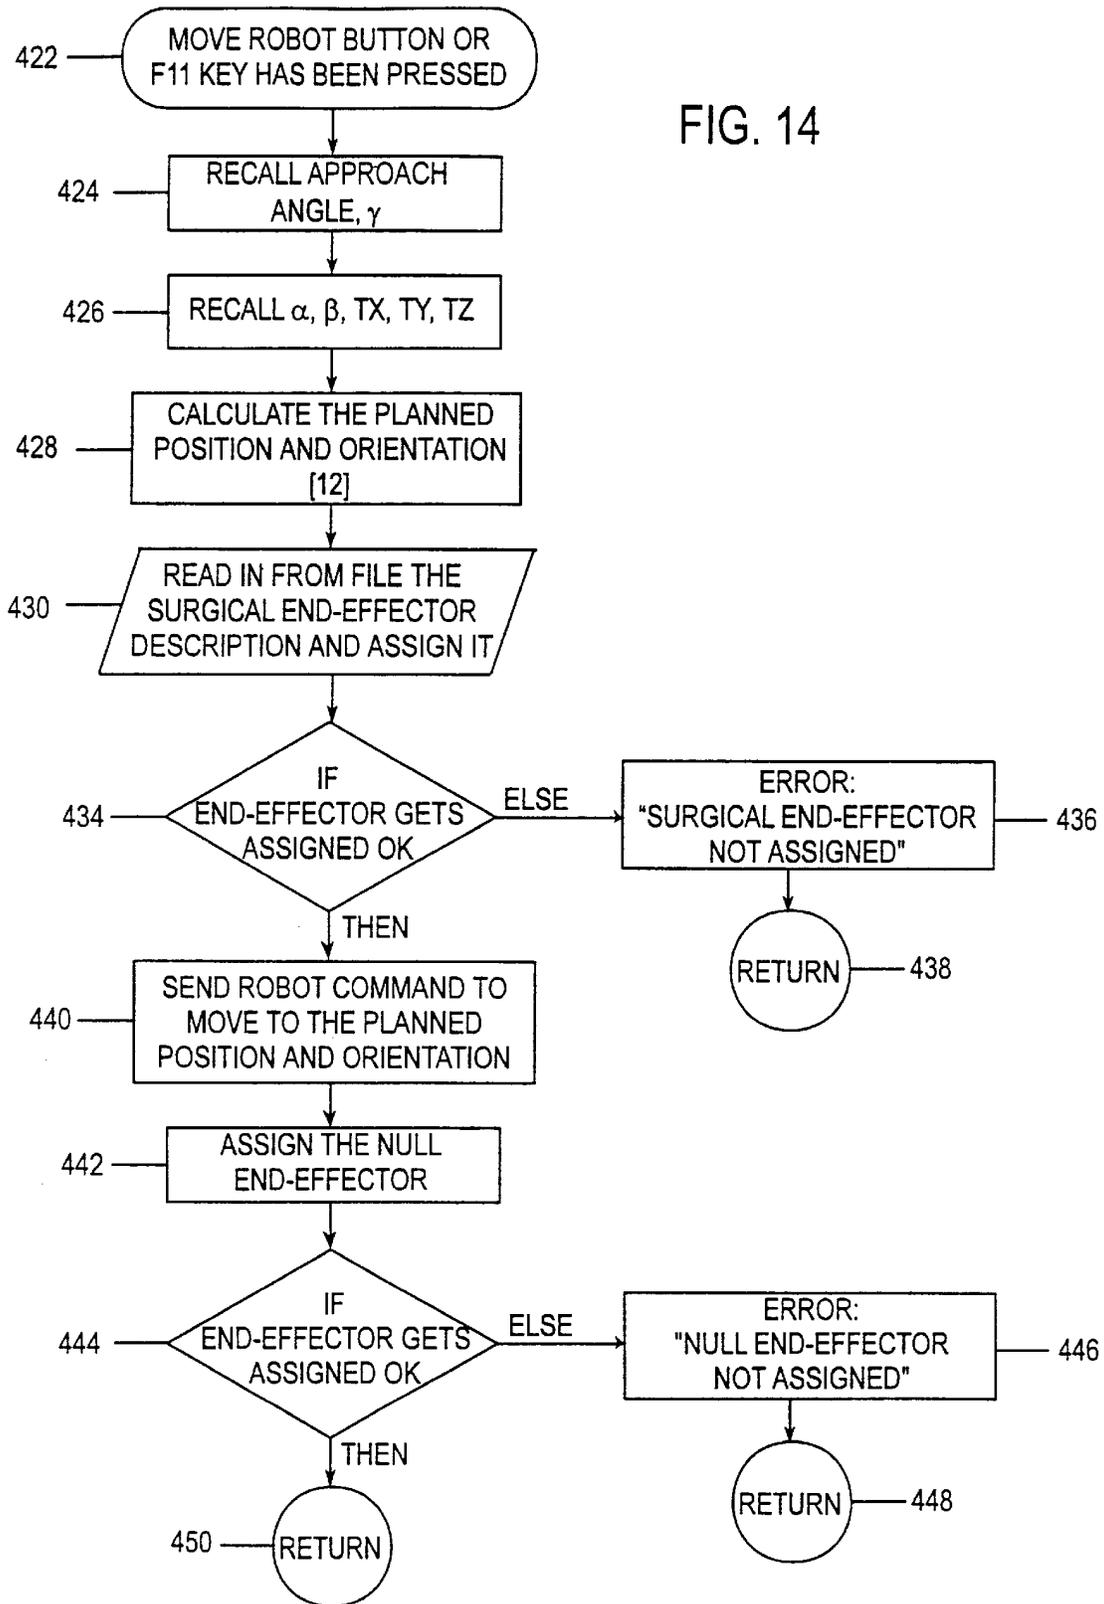 422
MOVE ROBOT BUTTON OR
F11 KEY HAS BEEN PRESSED
FIG. 14
424
RECALL APPROACH
ANGLE, γ
426
RECALL α, β, TX, TY, TZ
428
CALCULATE THE PLANNED
POSITION AND ORIENTATION
[12]
430
READ IN FROM FILE THE
SURGICAL END-EFFECTOR
DESCRIPTION AND ASSIGN IT
434
IF
END-EFFECTOR GETS
ASSIGNED OK
ELSE
ERROR:
"SURGICAL END-EFFECTOR
NOT ASSIGNED"
436
THEN
RETURN
438
440
SEND ROBOT COMMAND TO
MOVE TO THE PLANNED
POSITION AND ORIENTATION
442
ASSIGN THE NULL
END-EFFECTOR
444
IF
END-EFFECTOR GETS
ASSIGNED OK
ELSE
ERROR:
"NULL END-EFFECTOR
NOT ASSIGNED"
446
THEN
RETURN
448
450
RETURN